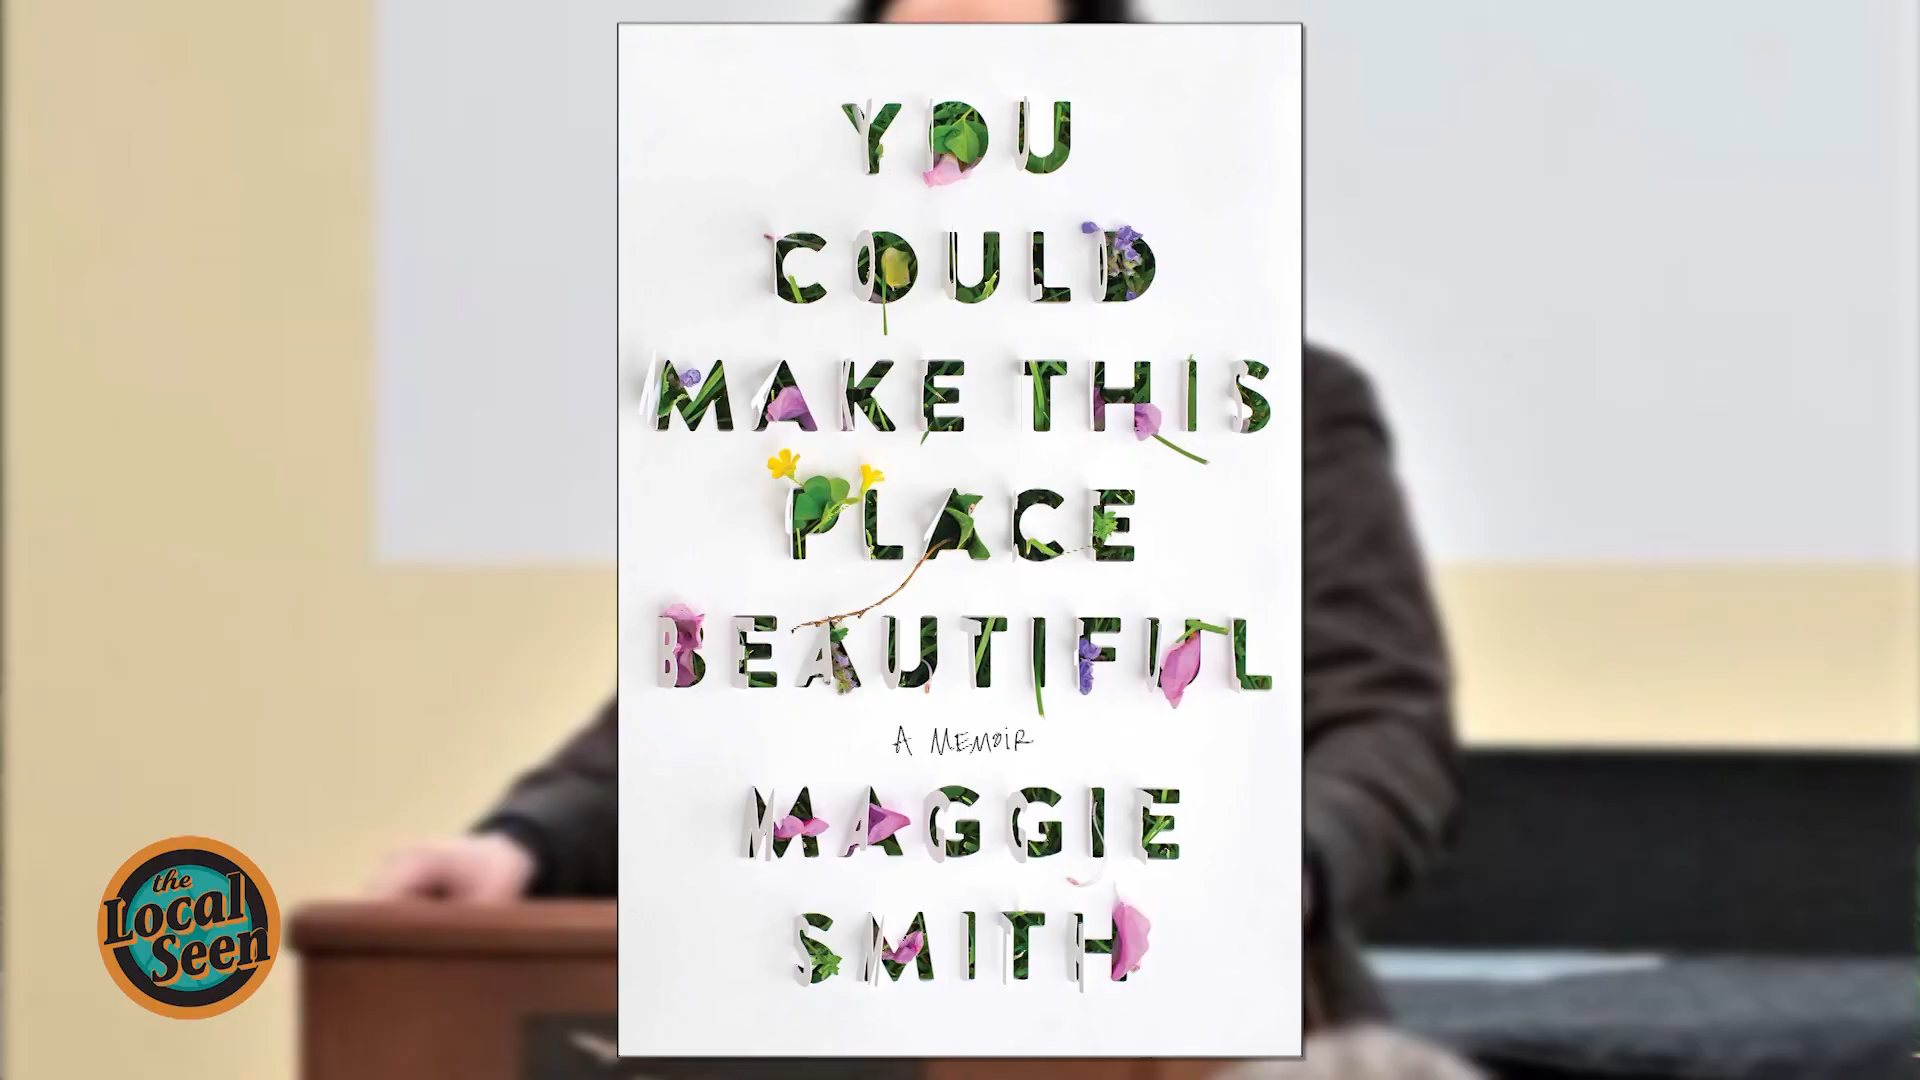 YOU
COULD
MAKE THIS
PLACE
BEAUTIFUL
A MEMOIR
MAGGIE
SMITH
the
Local
Seen